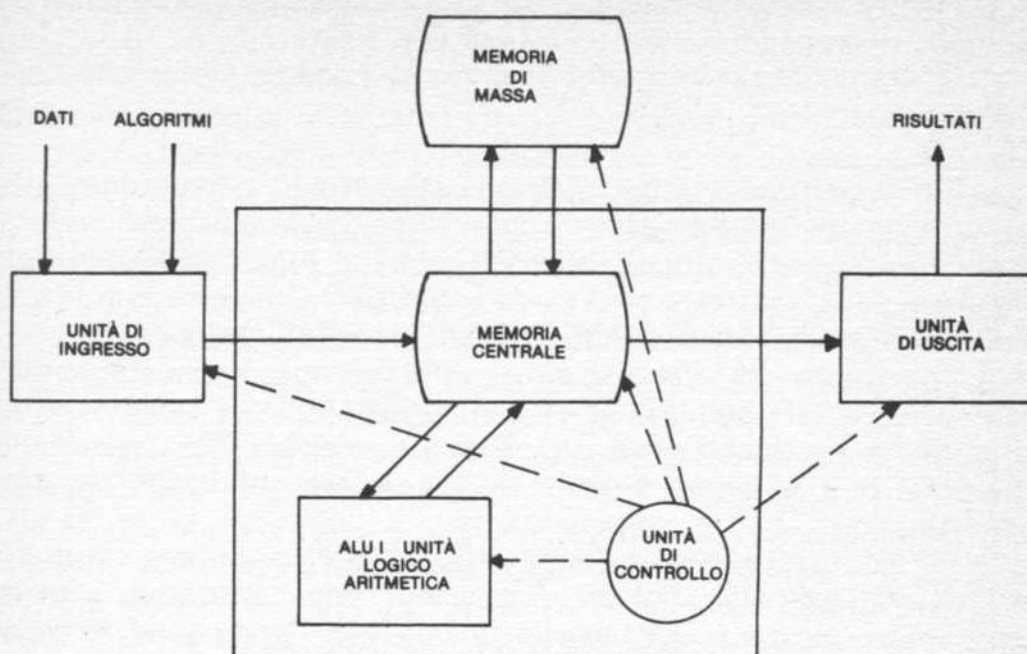 MEMORIA
DI
MASSA
DATI
ALGORITMI
RISULTATI
UNITÀ DI
INGRESSO
MEMORIA
CENTRALE
UNITÀ
DI USCITA
ALU I UNITÀ
LOGICO
ARITMETICA
UNITÀ
DI
CONTROLLO